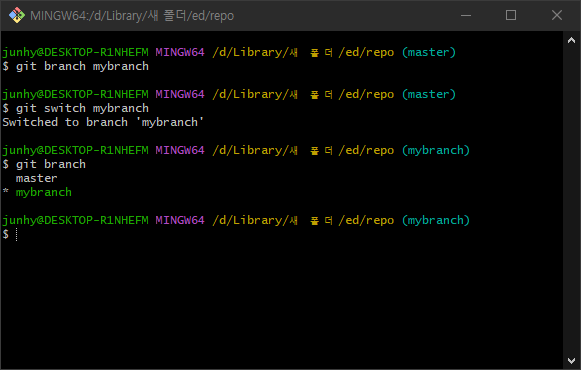 MINGW64:/d/Library/새 폴더/ed/repo
junhy@DESKTOP-R1NHEFM MINGW64 /d/Library/새 폴더/ed/repo (master)
$ git branch mybranch
junhy@DESKTOP-R1NHEFM MINGW64 /d/Library/새 폴더/ed/repo (master)
$ git switch mybranch
Switched to branch 'mybranch'
junhy@DESKTOP-R1NHEFM MINGW64 /d/Library/새 폴더/ed/repo (mybranch)
$ git branch
master
* mybranch
junhy@DESKTOP-R1NHEFM MINGW64 /d/Library/새 폴더/ed/repo (mybranch)
$